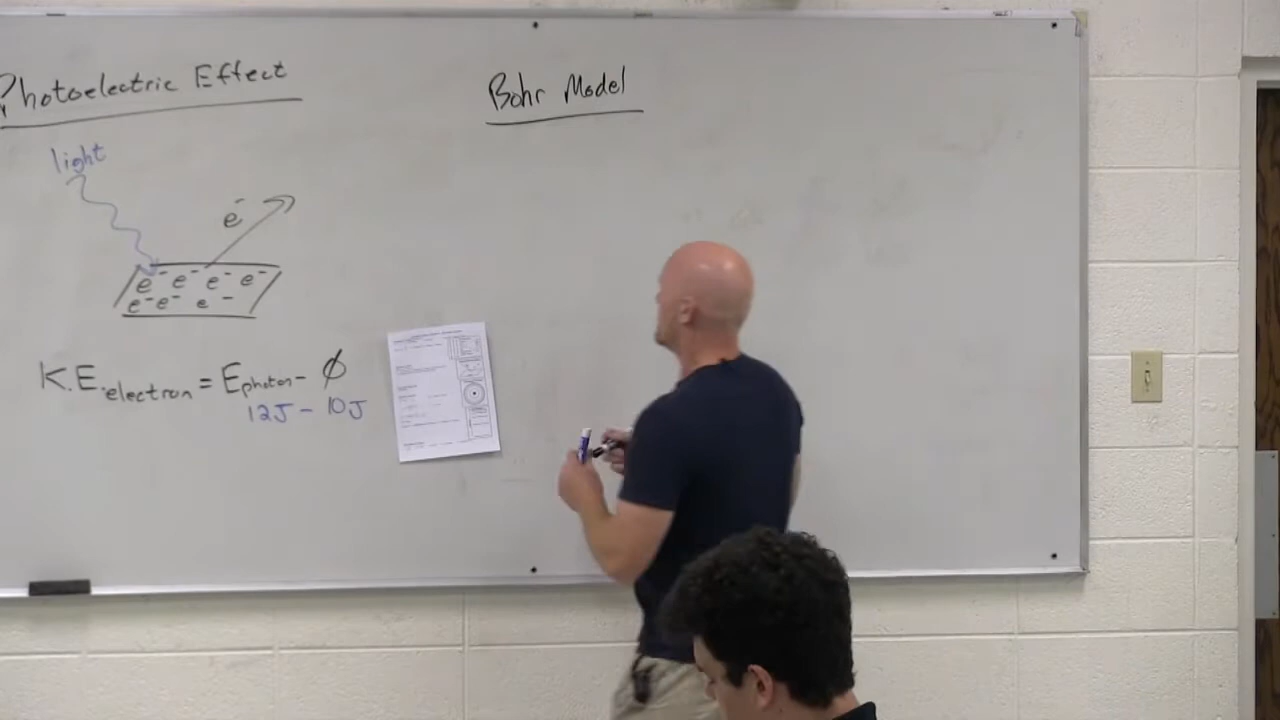 Photoelectric Effect
Bohr Model
light
e⁻
e⁻ e⁻ e⁻ e⁻
e⁻ e⁻ e⁻
K.E.electron = Ephoton - ϕ
12J - 10J